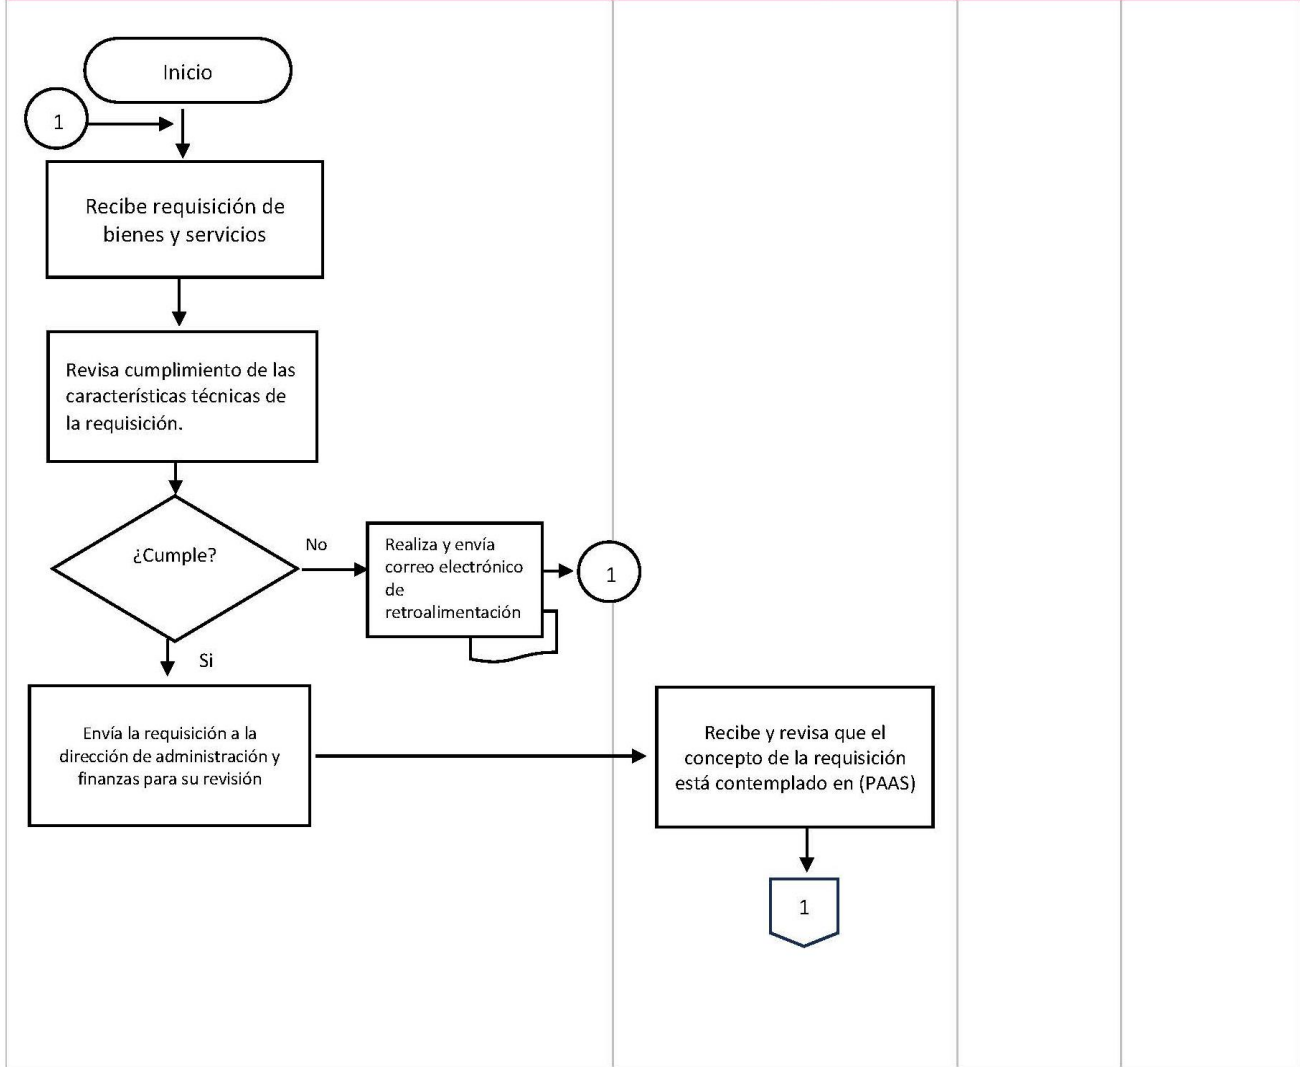 Inicio
1
Recibe requisición de
bienes y servicios
Revisa cumplimiento de las
características técnicas de
la requisición.
¿Cumple?
No
Realiza y envía
correo electrónico
de
retroalimentación
1
Si
Envía la requisición a la
dirección de administración y
finanzas para su revisión
Recibe y revisa que el
concepto de la requisición
está contemplado en (PAAS)
1